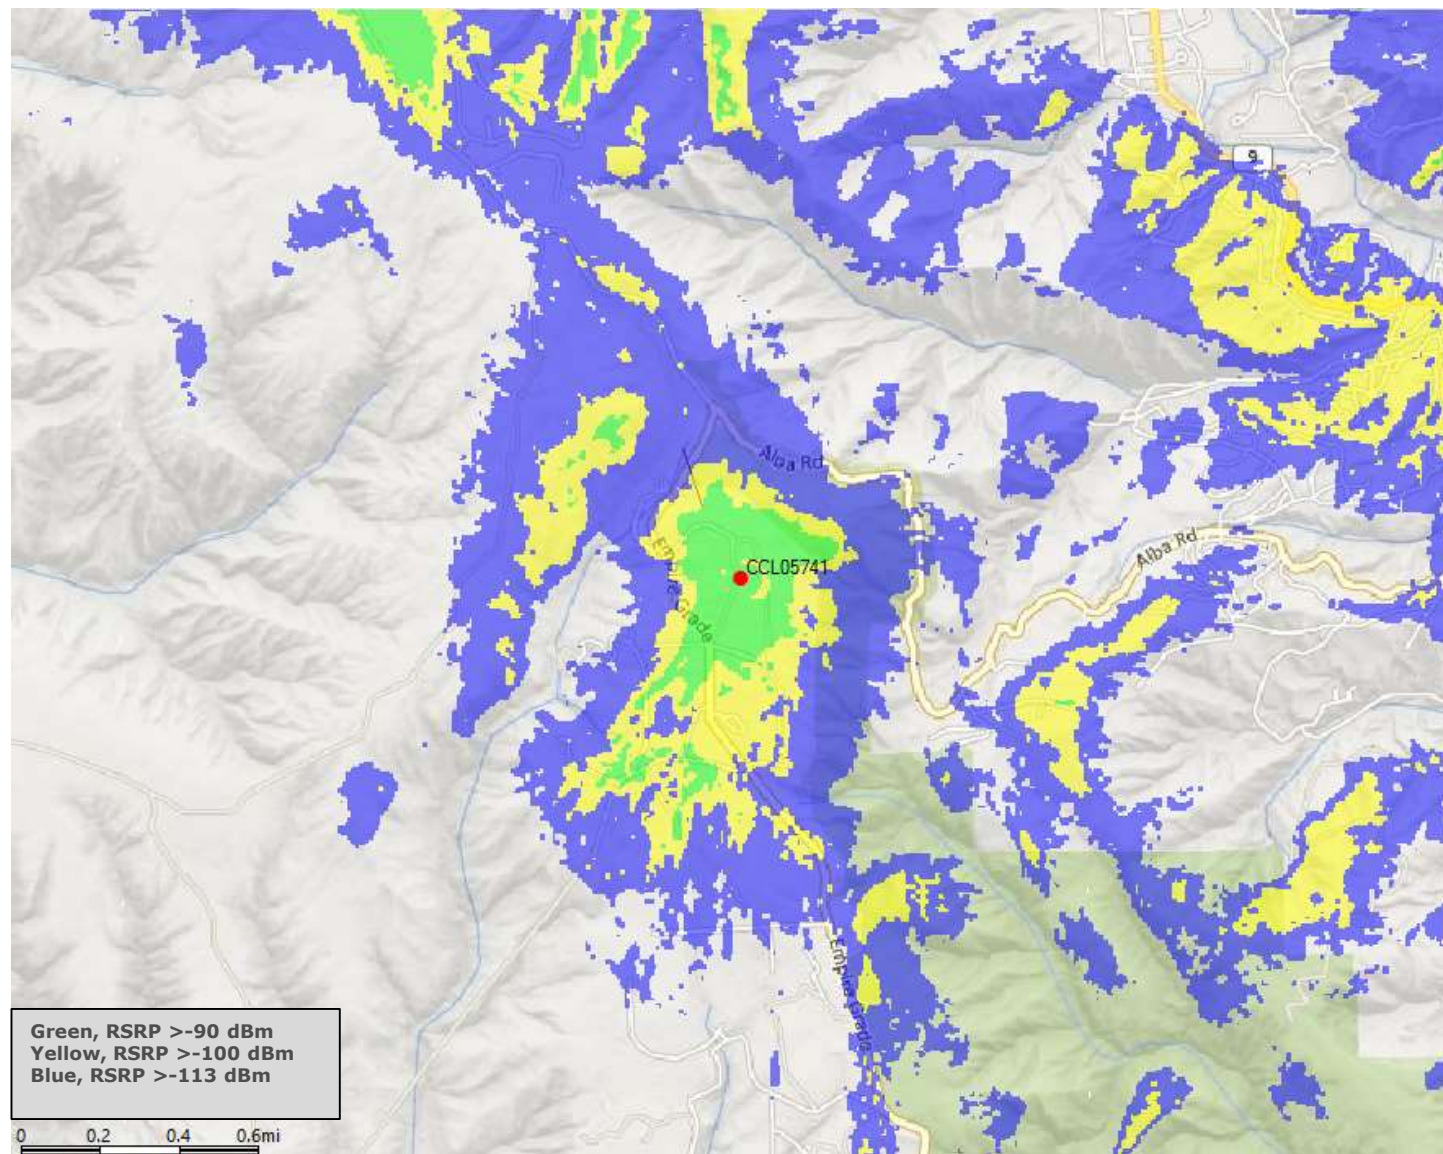 9
Alba Rd
Alba Rd
CCL05741
Empire Grade
Empire Grade
Green, RSRP >-90 dBm
Yellow, RSRP >-100 dBm
Blue, RSRP >-113 dBm
0 0.2 0.4 0.6mi